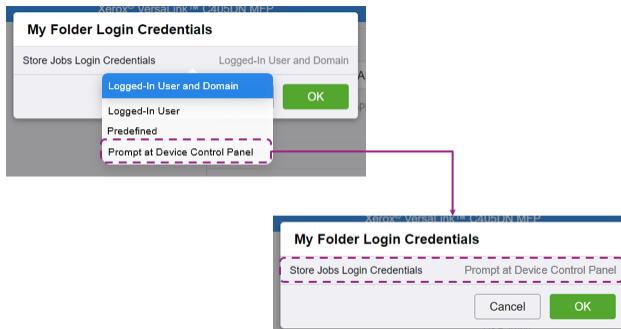 Xerox® VersaLink™ C405DN MFP
My Folder Login Credentials
Store Jobs Login Credentials Logged-In User and Domain
Logged-In User and Domain
OK
Logged-In User
Predefined
Prompt at Device Control Panel
Xerox® VersaLink™ C405DN MFP
My Folder Login Credentials
Store Jobs Login Credentials Prompt at Device Control Panel
Cancel OK